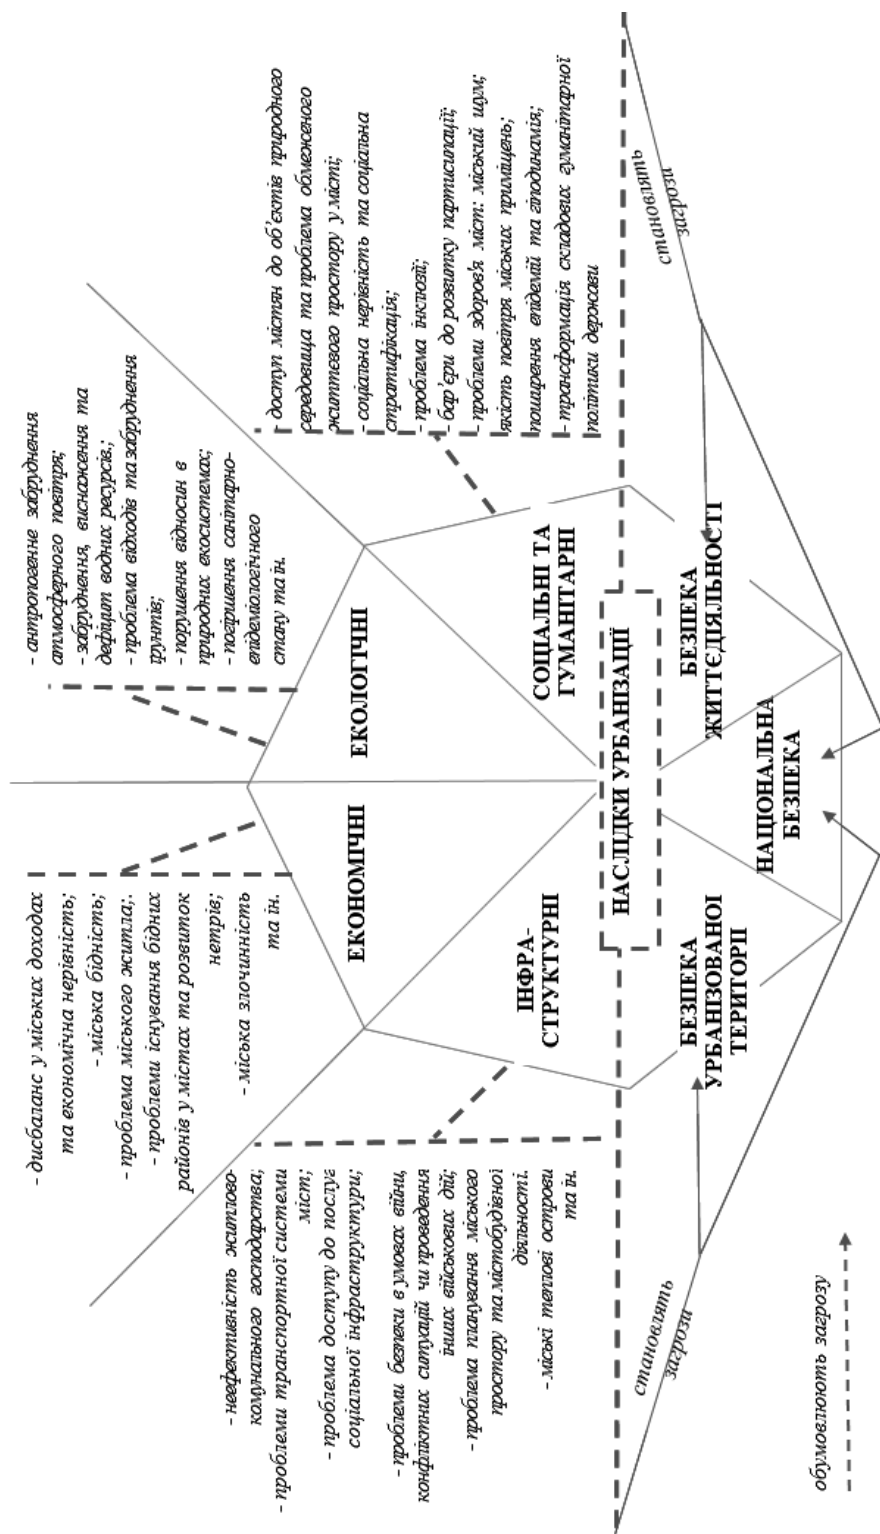 - дисбаланс у міських доходах
та економічна нерівність;
- міська бідність;
- проблема міського житла;.
- проблеми існування бідних
районів у містах та розвиток
нетрів;
- міська злочинність
та ін.
- антропогенне забруднення
атмосферного повітря;
- забруднення, виснаження та
дефіцит водних ресурсів.;
- проблема відходів та забруднення
ґрунтів;
- порушення відносин в
природних екосистемах;
- погіршення санітарно-
епідеміологічного
стану та ін.
- неефективність житлово-
комунального господарства;
- проблеми транспортної системи
міст;
- проблема доступу до послуг
соціальної інфраструктури;
- проблеми безпеки в умовах війни,
конфліктних ситуацій чи проведення
інших військових дій;
- проблема планування міського
простору та містобудівної
діяльності.
- міські теплові острови
та ін.
ЕКОНОМІЧНІ
ЕКОЛОГІЧНІ
- доступ містян до об'єктів природного
середовища та проблема обмеженого
життєвого простору у місті;
- соціальна нерівність та соціальна
стратифікація;
- проблема інклюзії;
- бар'єри до розвитку партисипації;
- проблеми здоров'я міст: міський шум;
якість повітря міських приміщень;
поширення епідемій та гіподинамія;
- трансформація складових гуманітарної
політики держави
ІНФРА-
СТРУКТУРНІ
СОЦІАЛЬНІ ТА
ГУМАНІТАРНІ
НАСЛІДКИ УРБАНІЗАЦІЇ
становлять
загрози
БЕЗПЕКА
УРБАНІЗОВАНОЇ
ТЕРИТОРІЇ
БЕЗПЕКА
ЖИТТЄДІЯЛЬНОСТІ
становлять
загрози
НАЦІОНАЛЬНА
БЕЗПЕКА
обумовлюють загрозу